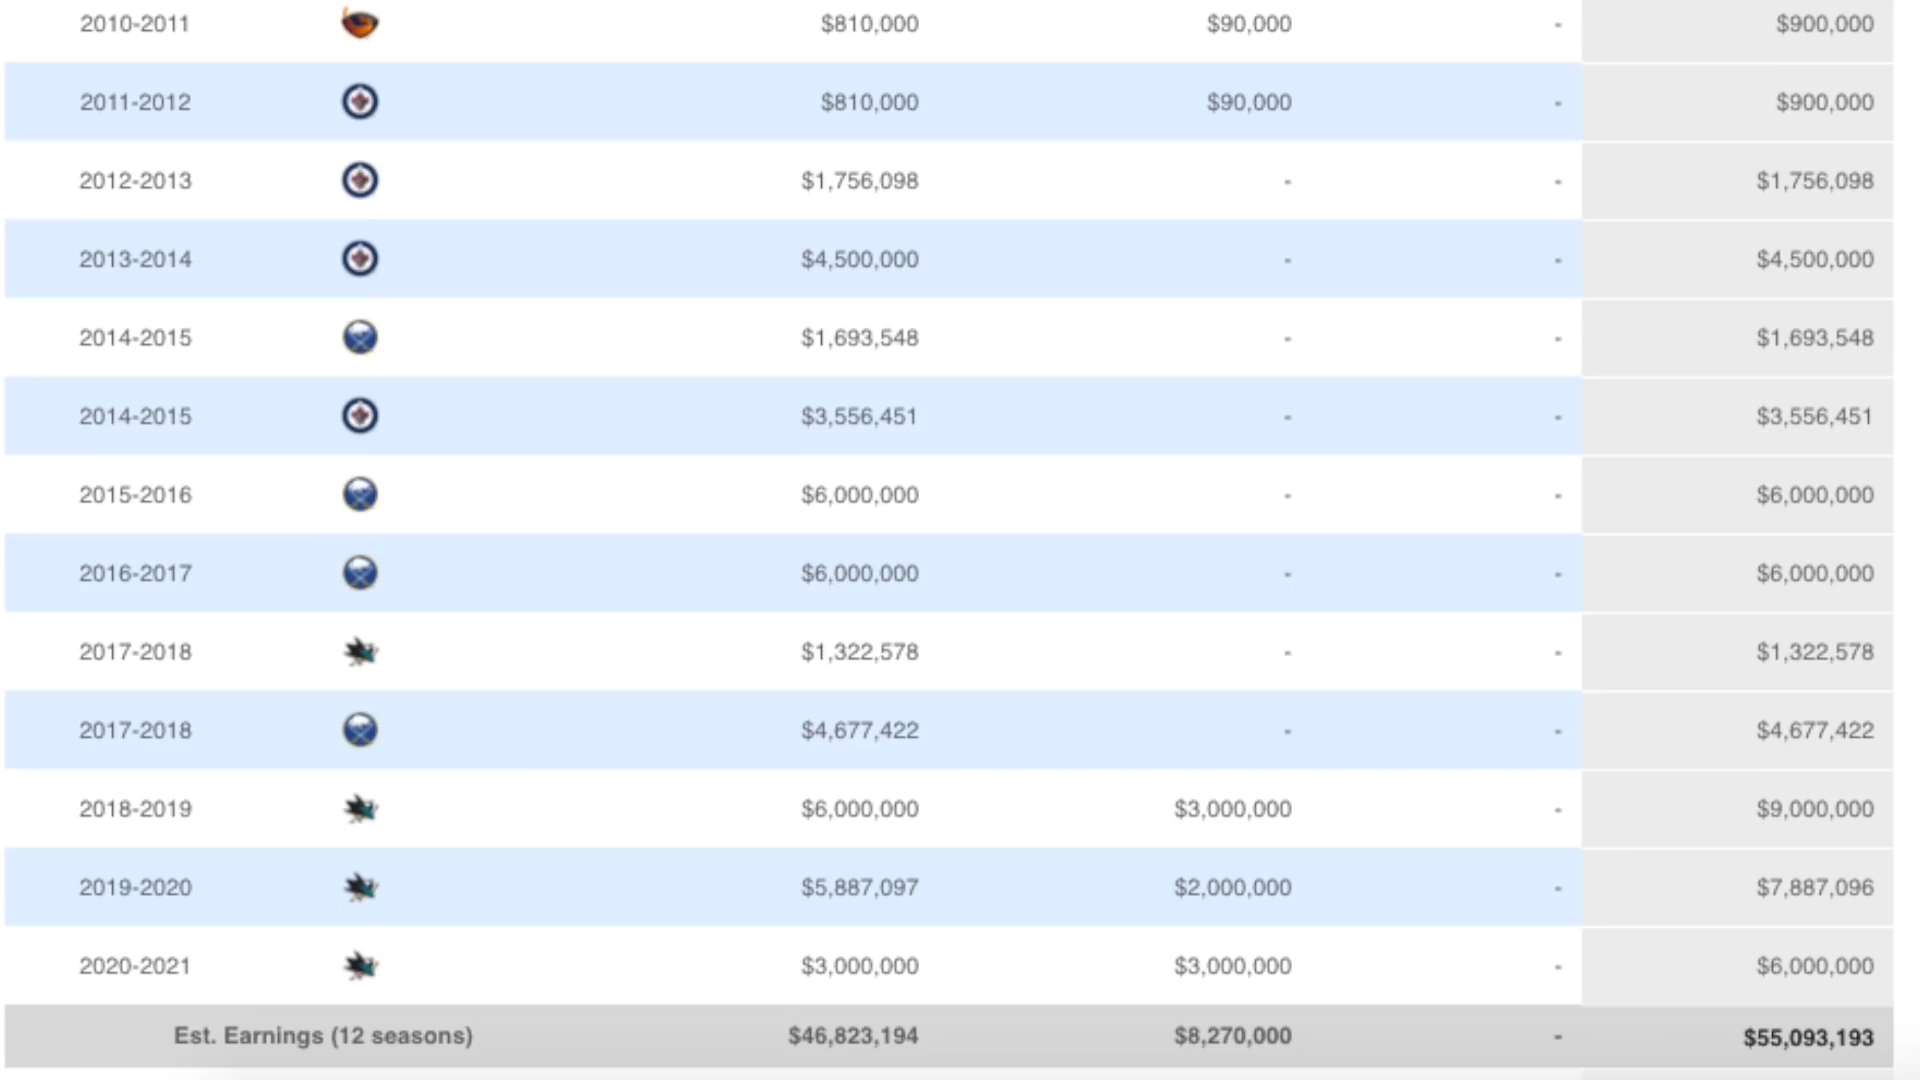 2010-2011 $810,000 $90,000 - $900,000
2011-2012 $810,000 $90,000 - $900,000
2012-2013 $1,756,098 - - $1,756,098
2013-2014 $4,500,000 - - $4,500,000
2014-2015 $1,693,548 - - $1,693,548
2014-2015 $3,556,451 - - $3,556,451
2015-2016 $6,000,000 - - $6,000,000
2016-2017 $6,000,000 - - $6,000,000
2017-2018 $1,322,578 - - $1,322,578
2017-2018 $4,677,422 - - $4,677,422
2018-2019 $6,000,000 $3,000,000 - $9,000,000
2019-2020 $5,887,097 $2,000,000 - $7,887,096
2020-2021 $3,000,000 $3,000,000 - $6,000,000
Est. Earnings (12 seasons) $46,823,194 $8,270,000 - $55,093,193